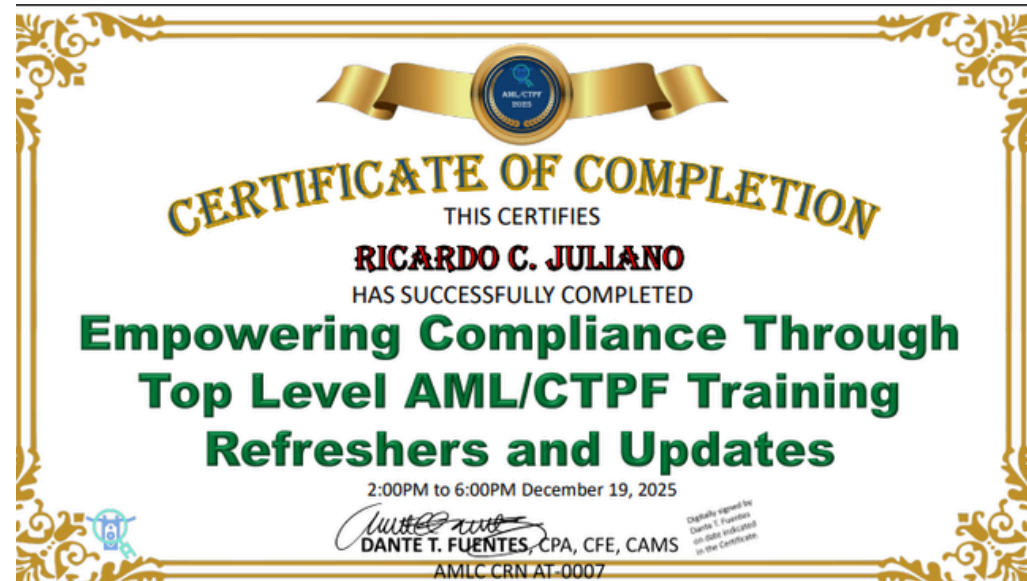 AML/CTPF
2025
CERTIFICATE OF COMPLETION
THIS CERTIFIES
RICARDO C. JULIANO
HAS SUCCESSFULLY COMPLETED
Empowering Compliance Through
Top Level AML/CTPF Training
Refreshers and Updates
2:00PM to 6:00PM December 19, 2025
DANTE T. FUENTES, CPA, CFE, CAMS
AMLC CRN AT-0007
Digitally signed by
Dante T. Fuentes
on date indicated
in the Certificate.